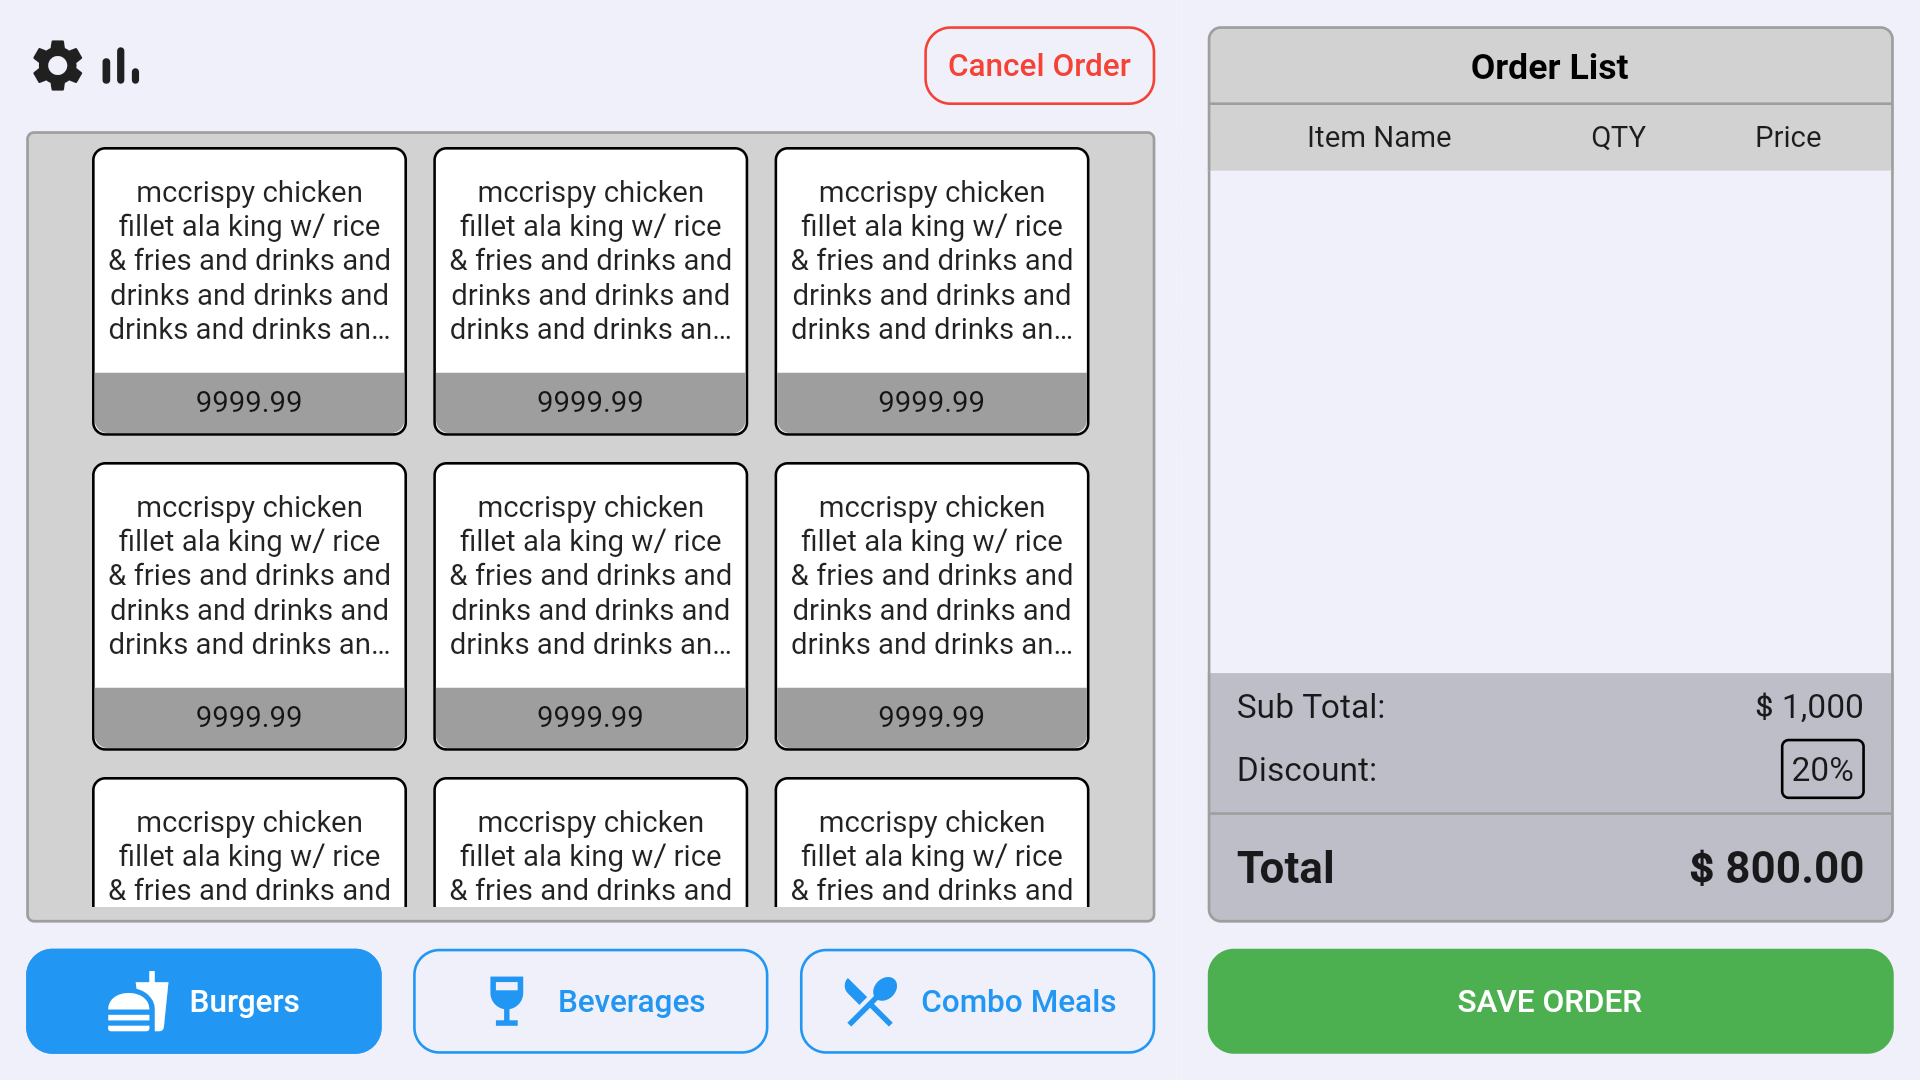 Cancel Order
mccrispy chicken
fillet ala king w/ rice
& fries and drinks and
drinks and drinks and
drinks and drinks an...
9999.99
mccrispy chicken
fillet ala king w/ rice
& fries and drinks and
drinks and drinks and
drinks and drinks an...
9999.99
mccrispy chicken
fillet ala king w/ rice
& fries and drinks and
drinks and drinks and
drinks and drinks an...
9999.99
mccrispy chicken
fillet ala king w/ rice
& fries and drinks and
drinks and drinks and
drinks and drinks an...
9999.99
mccrispy chicken
fillet ala king w/ rice
& fries and drinks and
drinks and drinks and
drinks and drinks an...
9999.99
mccrispy chicken
fillet ala king w/ rice
& fries and drinks and
drinks and drinks and
drinks and drinks an...
9999.99
mccrispy chicken
fillet ala king w/ rice
& fries and drinks and
mccrispy chicken
fillet ala king w/ rice
& fries and drinks and
mccrispy chicken
fillet ala king w/ rice
& fries and drinks and
Burgers
Beverages
Combo Meals
Order List
Item Name QTY Price
Sub Total: $ 1,000
Discount: 20%
Total $ 800.00
SAVE ORDER